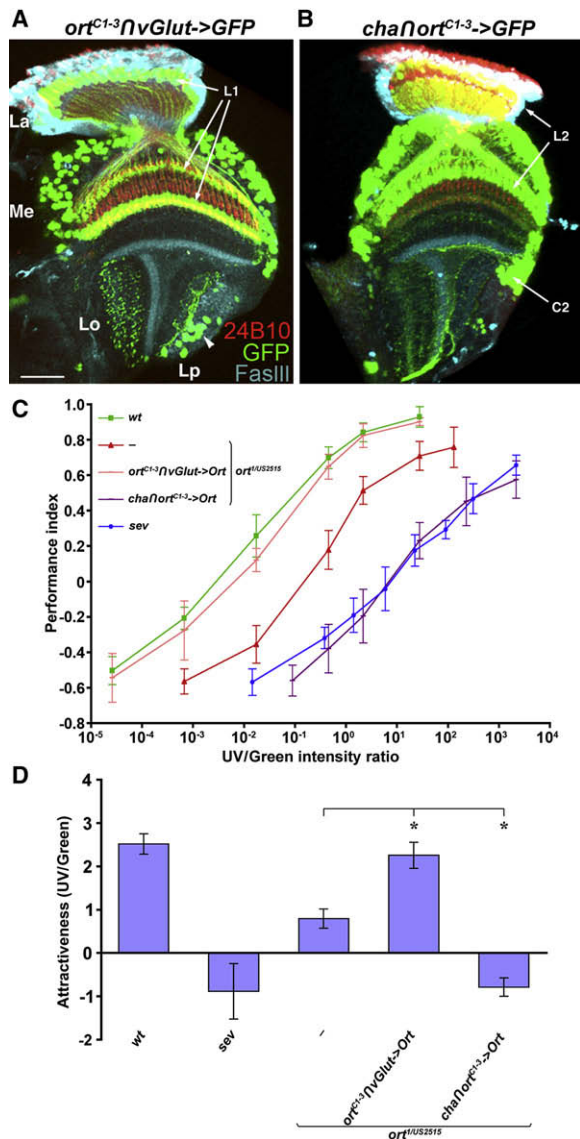 A
ort^C1-3∩vGlut->GFP
L1
La
Me
Lo
Lp
24B10
GFP
FasIII
B
cha∩ort^C1-3->GFP
L2
C2
C
wt
–
ort^C1-3∩vGlut->Ort
cha∩ort^C1-3->Ort
ort^1/US2515
sev
Performance index
1.0
0.8
0.6
0.4
0.2
0
-0.2
-0.4
-0.6
-0.8
10^-5 10^-4 10^-3 10^-2 10^-1 10^0 10^1 10^2 10^3 10^4
UV/Green intensity ratio
D
Attractiveness (UV/Green)
4
3
2
1
0
-1
-2
* *
wt
sev
–
ort^C1-3∩vGlut->Ort
cha∩ort^C1-3->Ort
ort^1/US2515